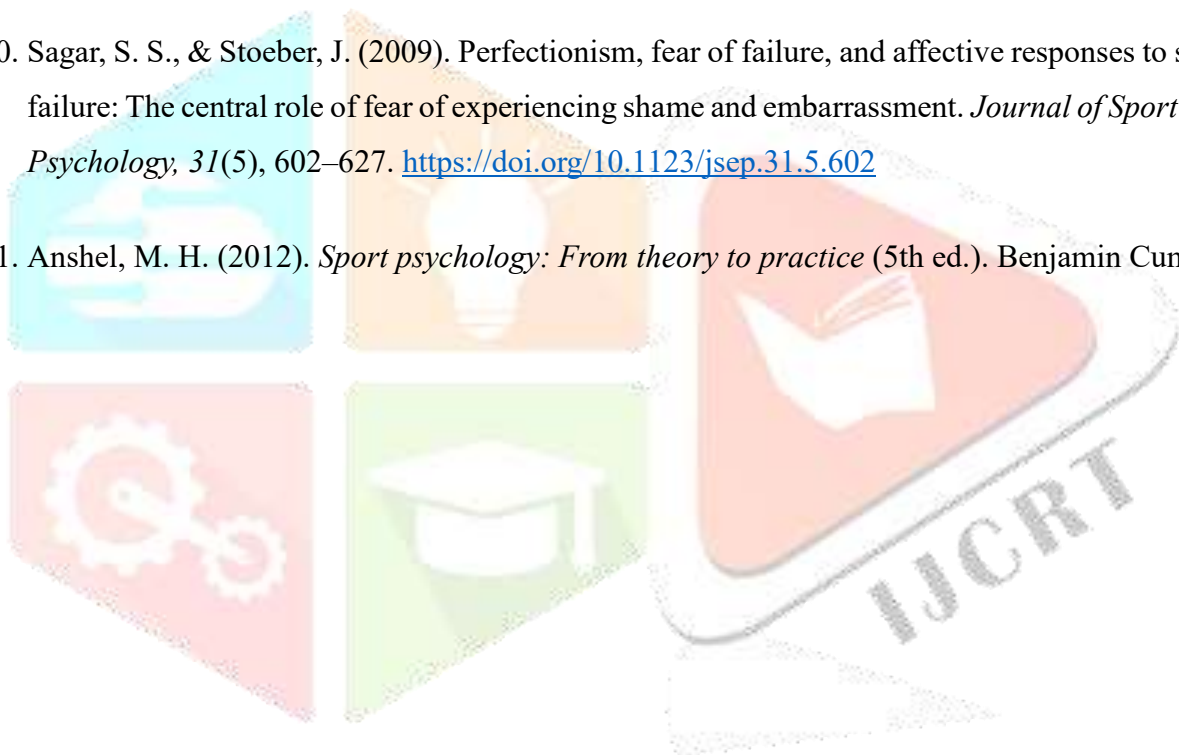 0. Sagar, S. S., & Stoeber, J. (2009). Perfectionism, fear of failure, and affective responses to
failure: The central role of fear of experiencing shame and embarrassment. Journal of Sport
Psychology, 31(5), 602–627. https://doi.org/10.1123/jsep.31.5.602
1. Anshel, M. H. (2012). Sport psychology: From theory to practice (5th ed.). Benjamin
IJCRT